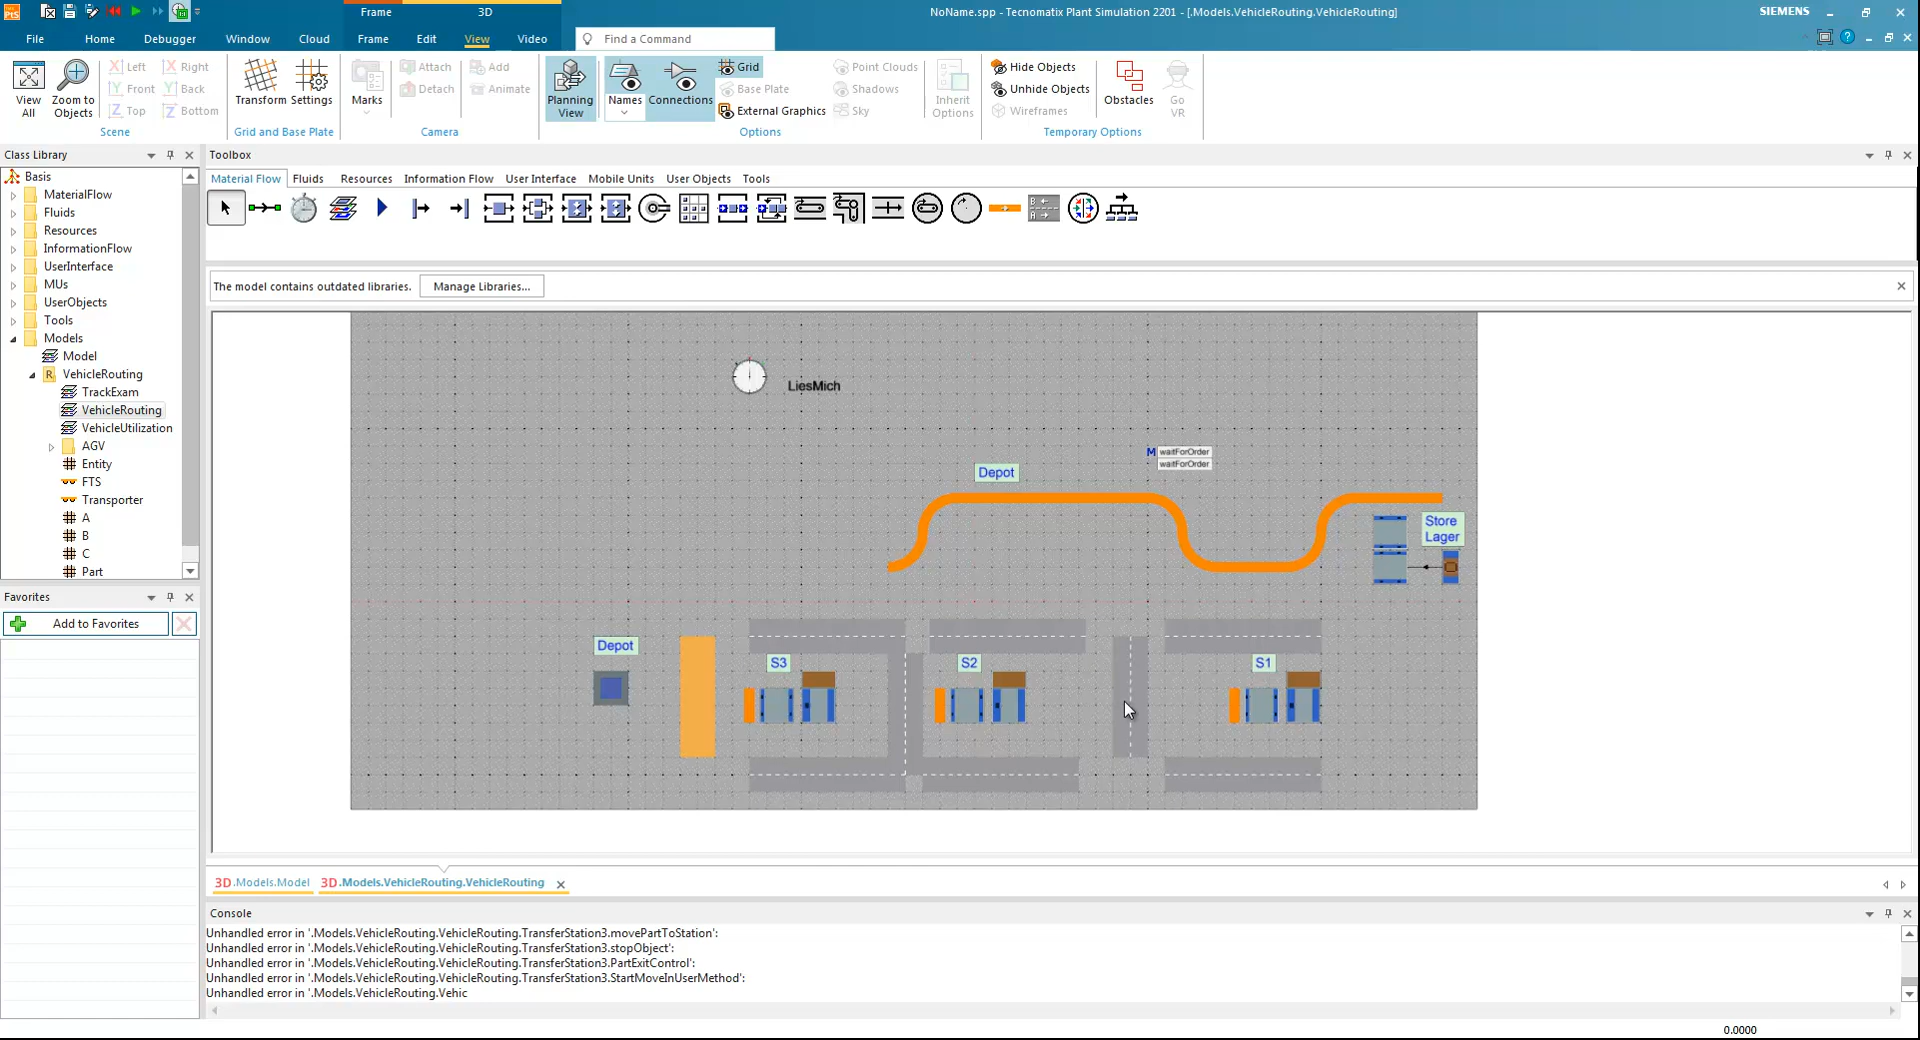 Frame 3D NoName.spp - Tecnomatix Plant Simulation 2201 - [.Models.VehicleRouting.VehicleRouting] SIEMENS
File Home Debugger Window Cloud Frame Edit View Video Find a Command
Left Right Attach Add Grid Point Clouds Hide Objects
Front Back Detach Animate Base Plate Shadows Unhide Objects
View All Zoom to Objects Top Bottom Transform Settings Marks Planning View Names Connections External Graphics Sky Inherit Options Wireframes Obstacles Go VR
Scene Grid and Base Plate Camera Options Temporary Options
Class Library Toolbox
Basis
MaterialFlow
Fluids
Resources
InformationFlow
UserInterface
MUs
UserObjects
Tools
Models
Model
R VehicleRouting
TrackExam
VehicleRouting
VehicleUtilization
AGV
Entity
FTS
Transporter
A
B
C
Part
Material Flow Fluids Resources Information Flow User Interface Mobile Units User Objects Tools
The model contains outdated libraries. Manage Libraries...
LiesMich
M waitForOrder
waitForOrder
Depot
Store
Lager
Depot
S3 S2 S1
Favorites
Add to Favorites
3D .Models.Model 3D .Models.VehicleRouting.VehicleRouting
Console
Unhandled error in '.Models.VehicleRouting.VehicleRouting.TransferStation3.movePartToStation':
Unhandled error in '.Models.VehicleRouting.VehicleRouting.TransferStation3.stopObject':
Unhandled error in '.Models.VehicleRouting.VehicleRouting.TransferStation3.PartExitControl':
Unhandled error in '.Models.VehicleRouting.VehicleRouting.TransferStation3.StartMoveInUserMethod':
Unhandled error in '.Models.VehicleRouting.Vehic
0.0000